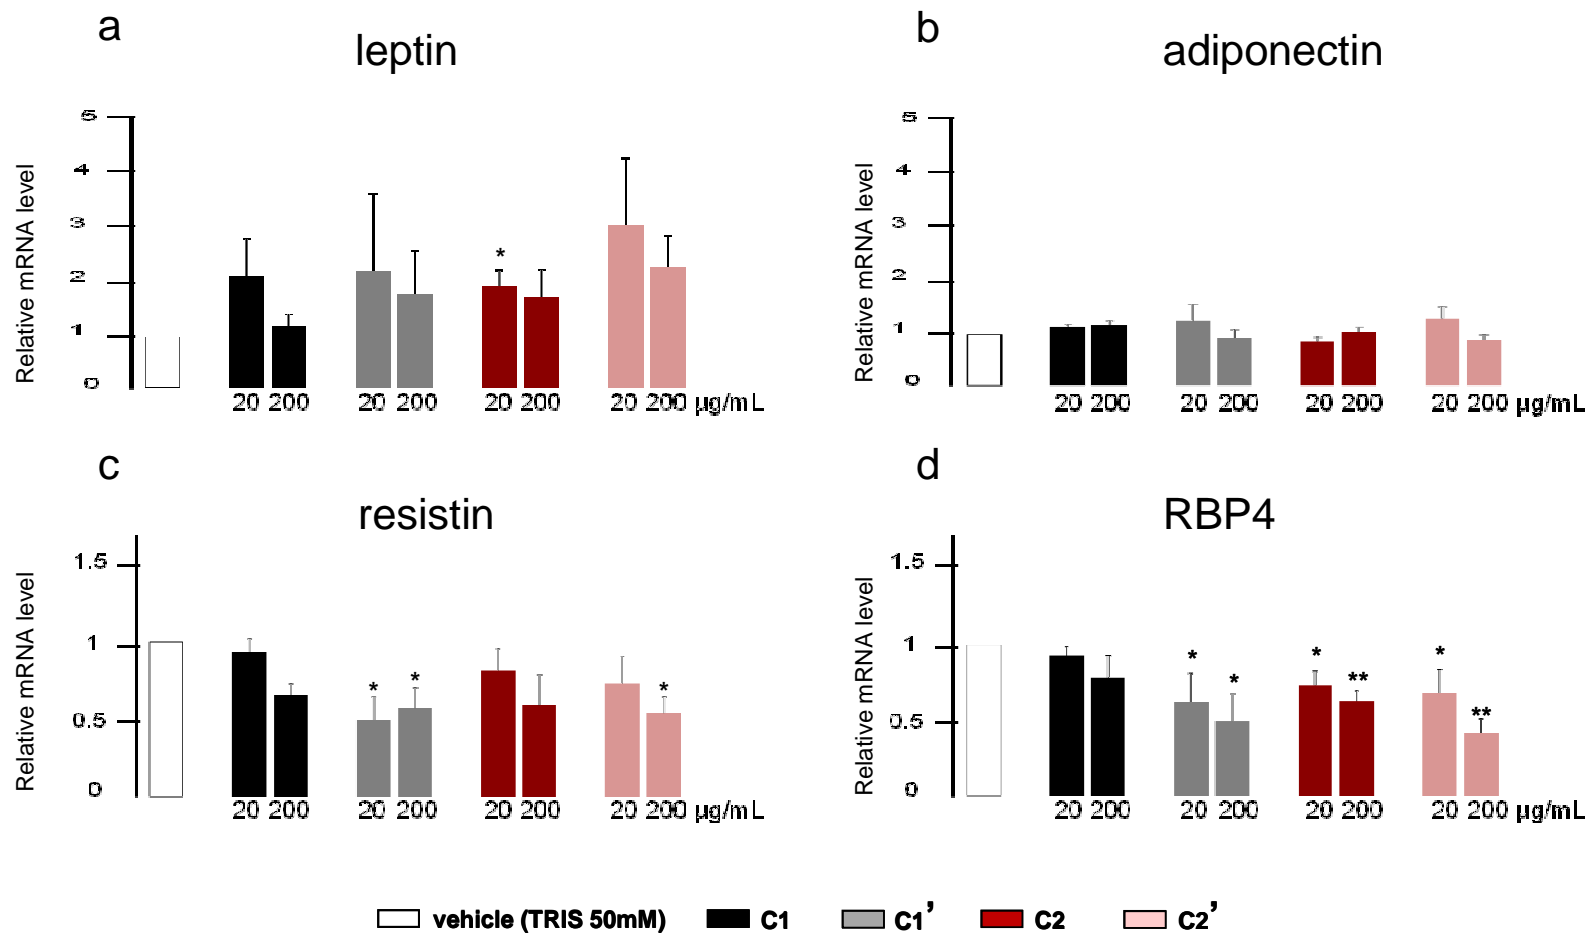 a
leptin
Relative mRNA level
5
4
3
2
1
0
*
20 200 20 200 20 200 20 200 µg/mL
b
adiponectin
Relative mRNA level
5
4
3
2
1
0
20 200 20 200 20 200 20 200 µg/mL
c
resistin
Relative mRNA level
1.5
1
0.5
0
* * *
20 200 20 200 20 200 20 200 µg/mL
d
RBP4
Relative mRNA level
1.5
1
0.5
0
* * * ** * **
20 200 20 200 20 200 20 200 µg/mL
vehicle (TRIS 50mM) C1 C1’ C2 C2’